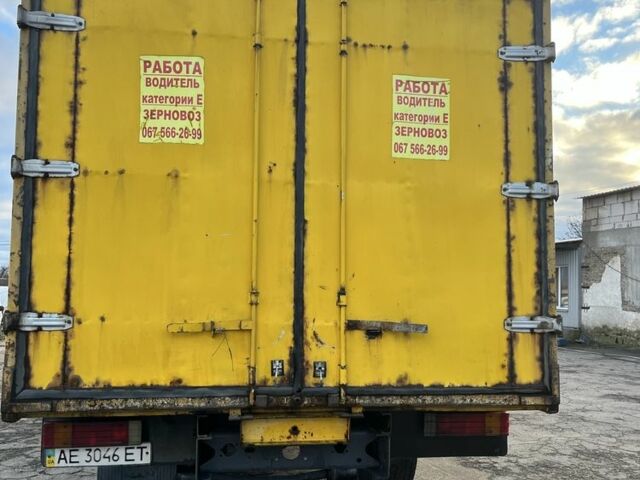 РАБОТА
ВОДИТЕЛЬ
категории Е
ЗЕРНОВОЗ
067 566-26-99
РАБОТА
ВОДИТЕЛЬ
категории Е
ЗЕРНОВОЗ
067 566-26-99
AE 3046 ET